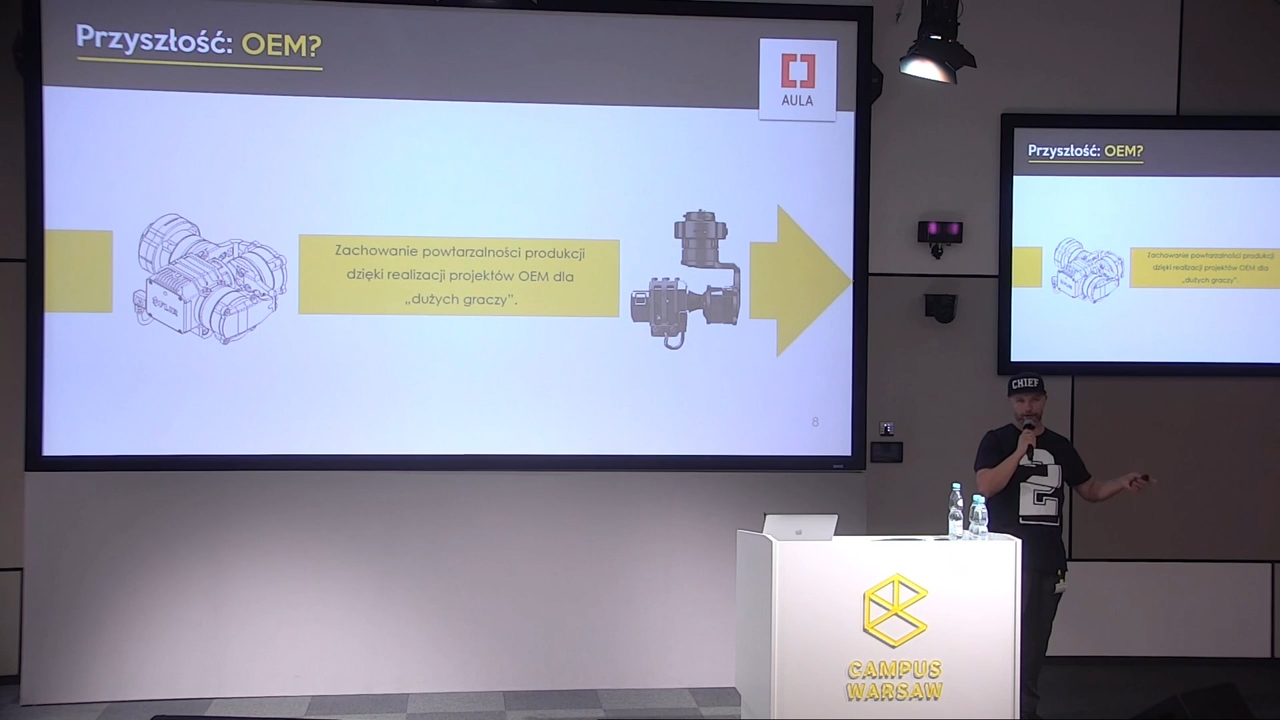 Przyszłość: OEM?
AULA
Zachowanie powtarzalności produkcji
dzięki realizacji projektów OEM dla
„dużych graczy”.
8
Przyszłość: OEM?
Zachowanie powtarzalności produkcji
dzięki realizacji projektów OEM dla
„dużych graczy”.
CHIEF
2
CAMPUS
WARSAW